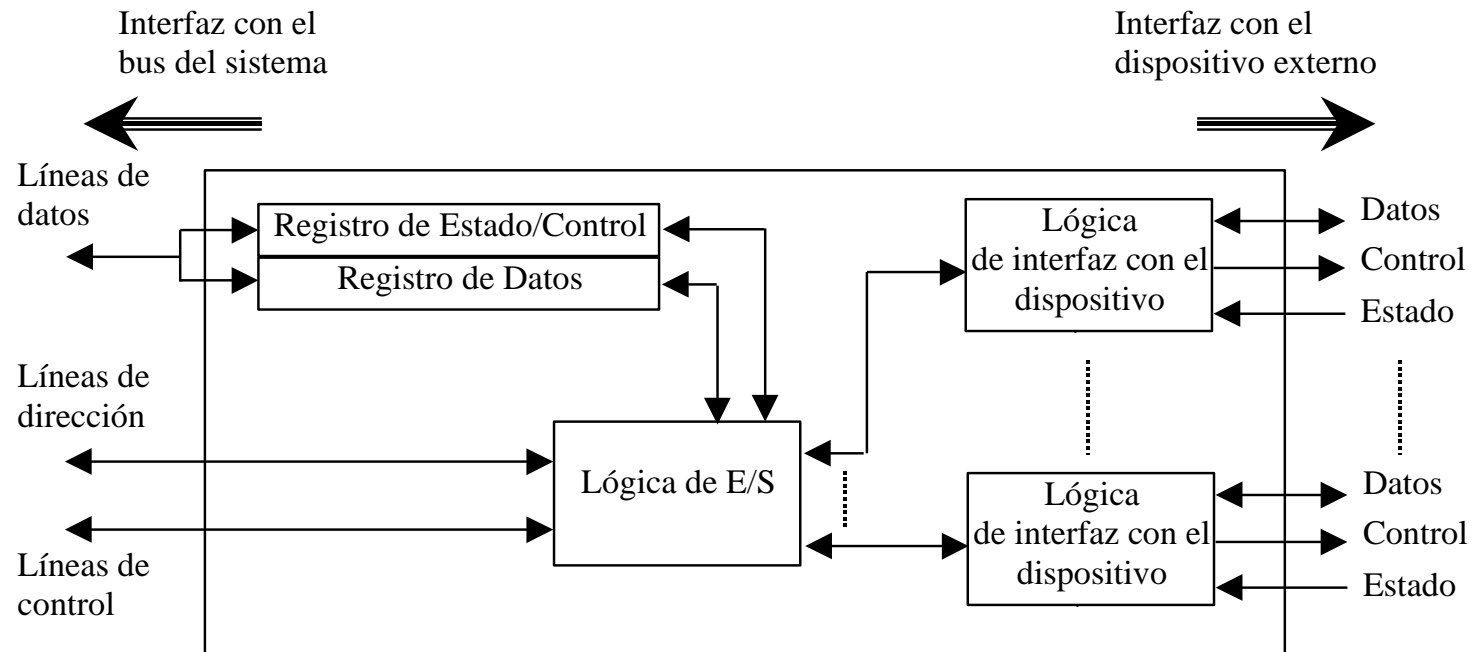 Interfaz con el
bus del sistema
Interfaz con el
dispositivo externo
Líneas de
datos
Registro de Estado/Control
Registro de Datos
Lógica
de interfaz con el
dispositivo
Datos
Control
Estado
Líneas de
dirección
Lógica de E/S
Líneas de
control
Lógica
de interfaz con el
dispositivo
Datos
Control
Estado